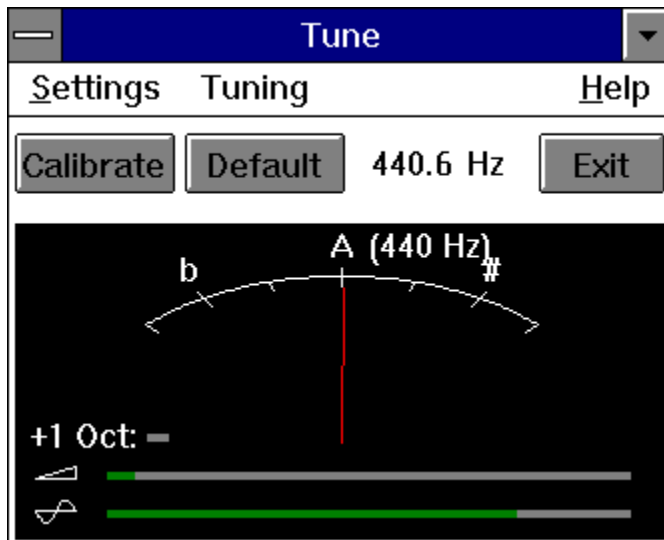 Tune
Settings Tuning Help
Calibrate Default 440.6 Hz Exit
A (440 Hz)
b #
+1 Oct: